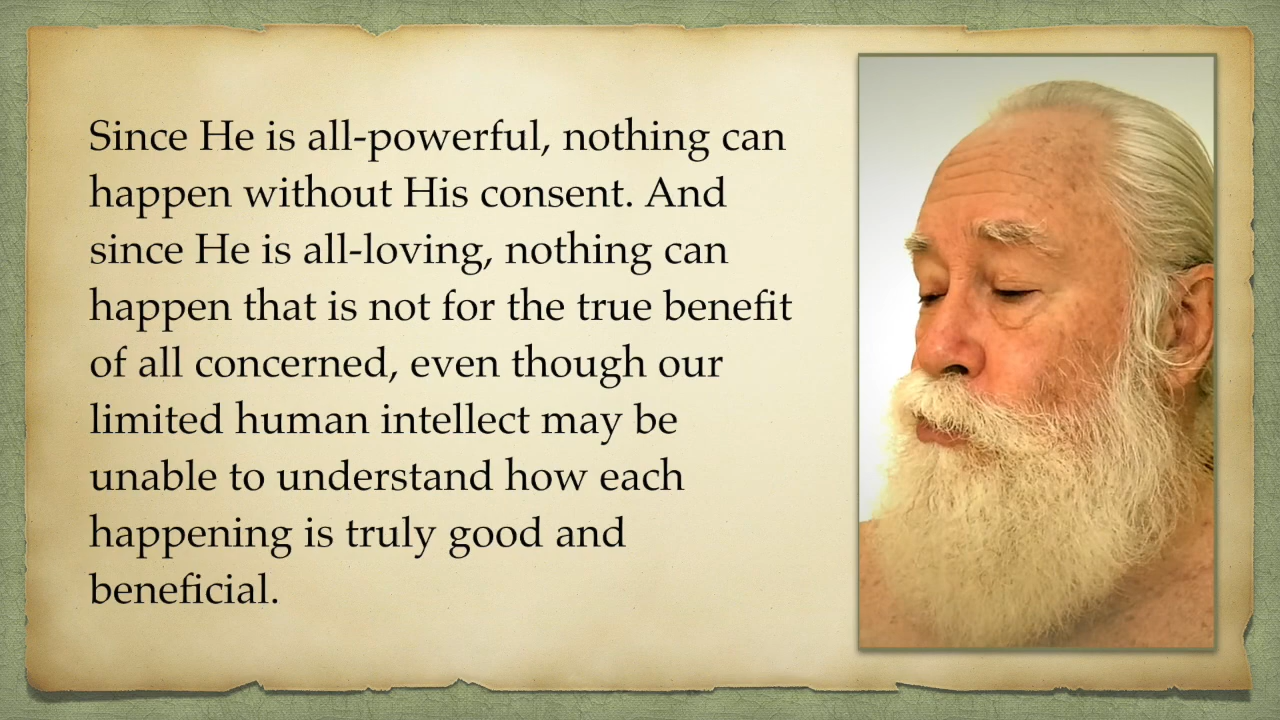 Since He is all-powerful, nothing can
happen without His consent. And
since He is all-loving, nothing can
happen that is not for the true benefit
of all concerned, even though our
limited human intellect may be
unable to understand how each
happening is truly good and
beneficial.